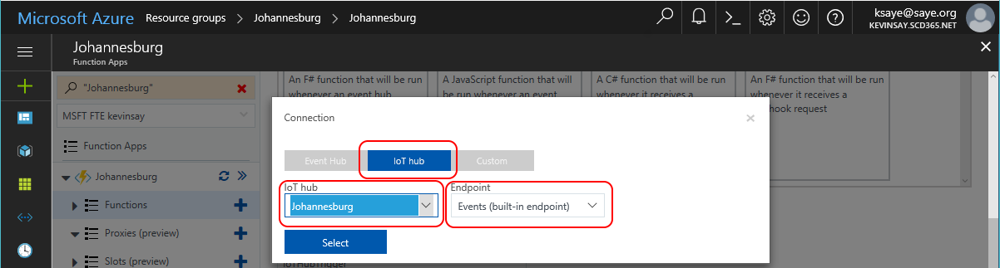 Microsoft Azure Resource groups > Johannesburg > Johannesburg
ksaye@saye.org
KEVINSAY.SCD365.NET
Johannesburg
Function Apps
"Johannesburg"
MSFT FTE kevinsay
Function Apps
Johannesburg
Functions
Proxies (preview)
Slots (preview)
An F# function that will be run
whenever an event hub
A JavaScript function that will
be run whenever an event
A C# function that will be run
whenever it receives a
An F# function that will be run
whenever it receives a
hook request
Connection
Event Hub
IoT hub
Custom
IoT hub
Johannesburg
Endpoint
Events (built-in endpoint)
Select
IoTHubTrigger